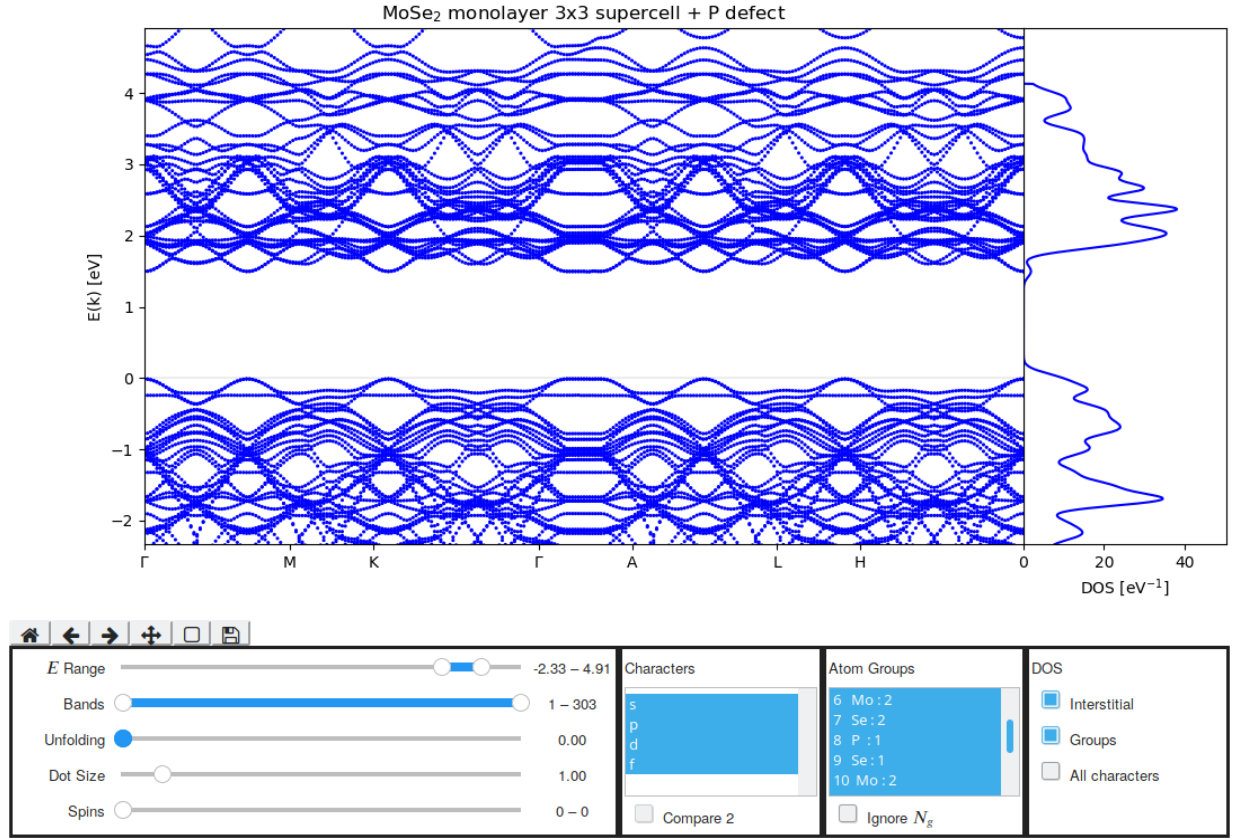 MoSe₂ monolayer 3x3 supercell + P defect
E(k) [eV]
4
3
2
1
0
−1
−2
Γ M K Γ A L H 0 20 40
DOS [eV⁻¹]
E Range -2.33 – 4.91
Bands 1 – 303
Unfolding 0.00
Dot Size 1.00
Spins 0 – 0
Characters
s
p
d
f
Compare 2
Atom Groups
6 Mo: 2
7 Se: 2
8 P : 1
9 Se: 1
10 Mo: 2
Ignore N_g
DOS
Interstitial
Groups
All characters